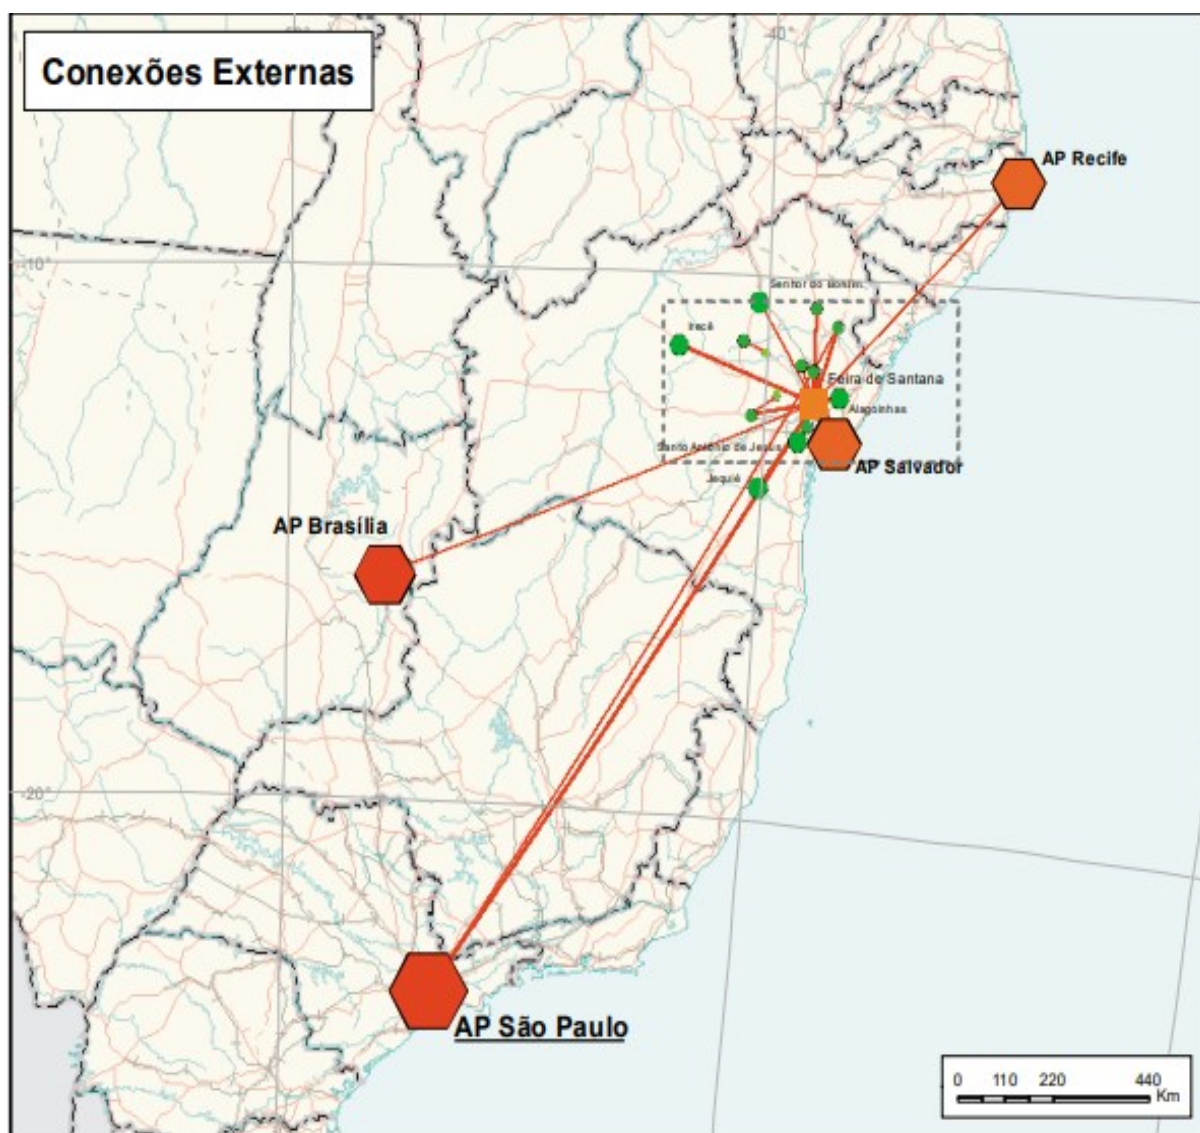 Conexões Externas
-40°
AP Recife
-10°
Senhor do Bonfim
Irecê
Feira de Santana
Alagoinhas
Santo Antônio de Jesus
AP Salvador
Jequié
AP Brasília
-20°
AP São Paulo
0 110 220 440
Km